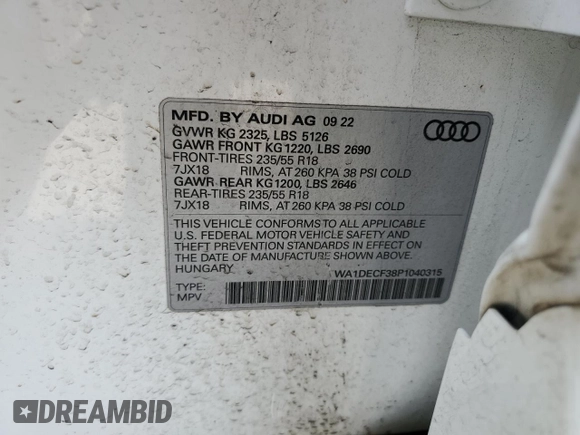 MFD. BY AUDI AG 09 22
GVWR KG 2325, LBS 5126
GAWR FRONT KG1220, LBS 2690
FRONT-TIRES 235/55 R18
7JX18 RIMS, AT 260 KPA 38 PSI COLD
GAWR REAR KG1200, LBS 2646
REAR-TIRES 235/55 R18
7JX18 RIMS, AT 260 KPA 38 PSI COLD
THIS VEHICLE CONFORMS TO ALL APPLICABLE
U.S. FEDERAL MOTOR VEHICLE SAFETY AND
THEFT PREVENTION STANDARDS IN EFFECT ON
THE DATE OF MANUFACTURE SHOWN ABOVE.
HUNGARY WA1DECF38P1040315
TYPE:
MPV
DREAMBID